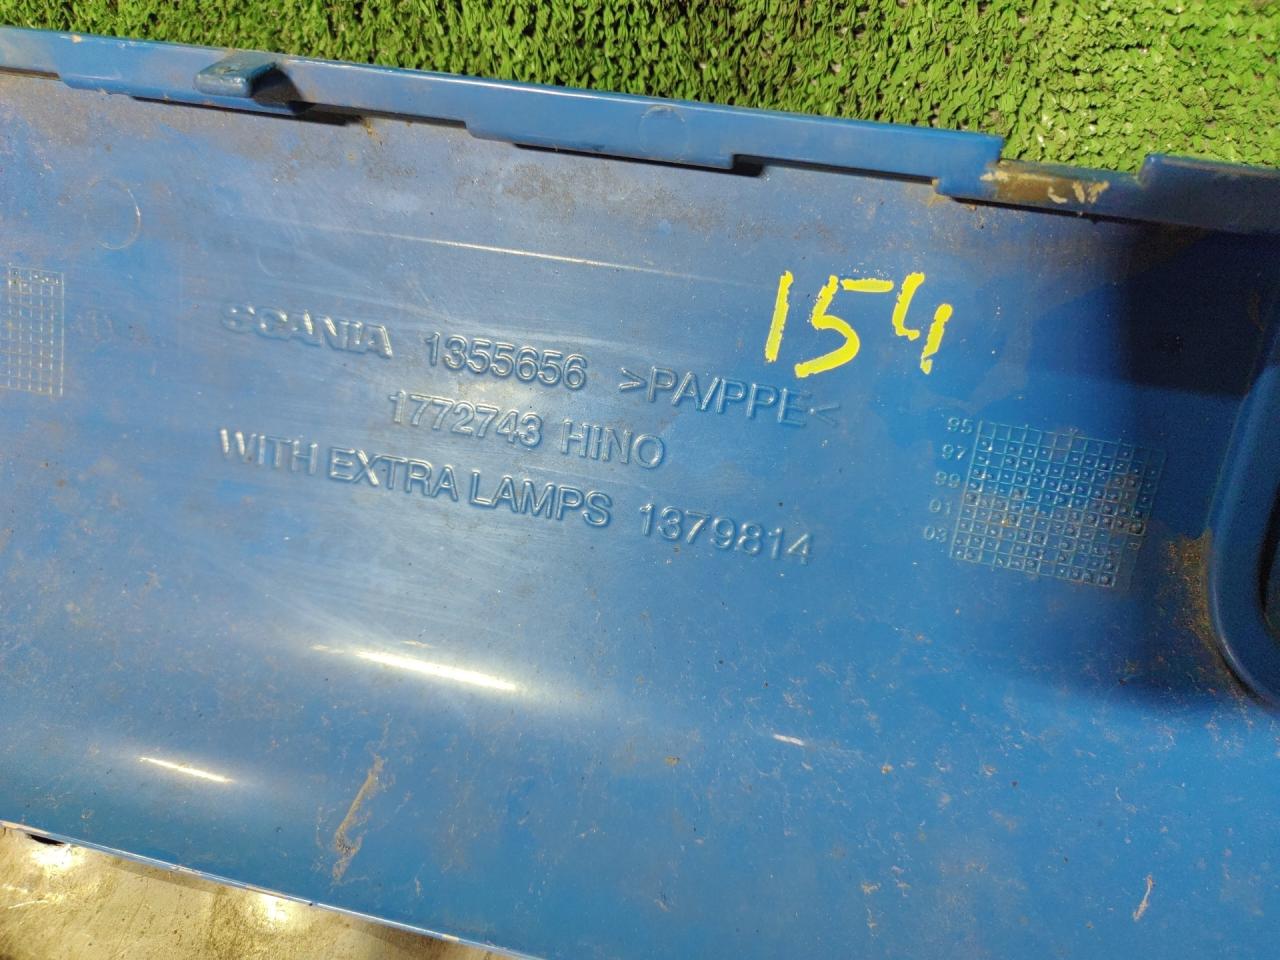 154
SCANIA 1355656 >PA/PPE<
1772743 HINO
WITH EXTRA LAMPS 1379814
95
97
99
01
03